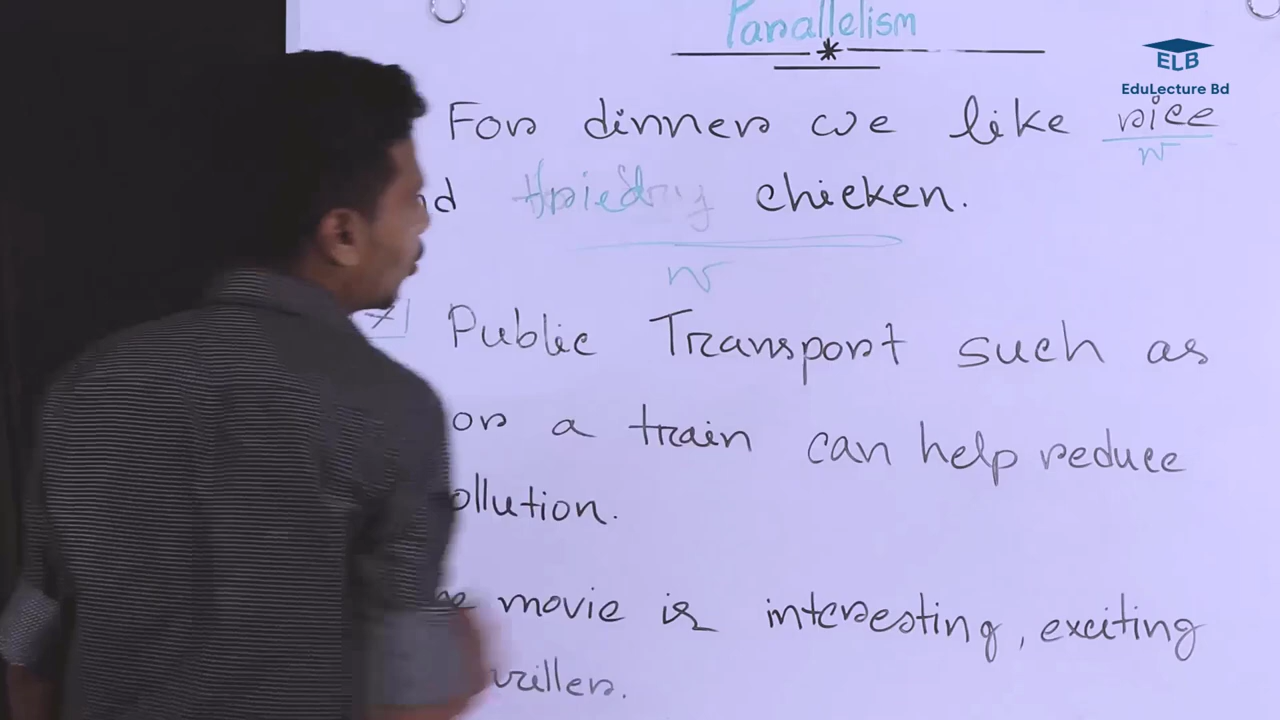 Parallelism
ELB
EduLecture Bd
For dinner we like rice
N
chicken.
N
Public Transport such as
or a train can help reduce
ollution.
movie is interesting, exciting
riller.